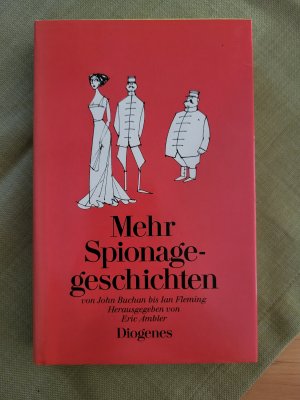 Mehr
Spionage-
geschichten
von John Buchan bis Ian Fleming
Herausgegeben von
Eric Ambler
Diogenes